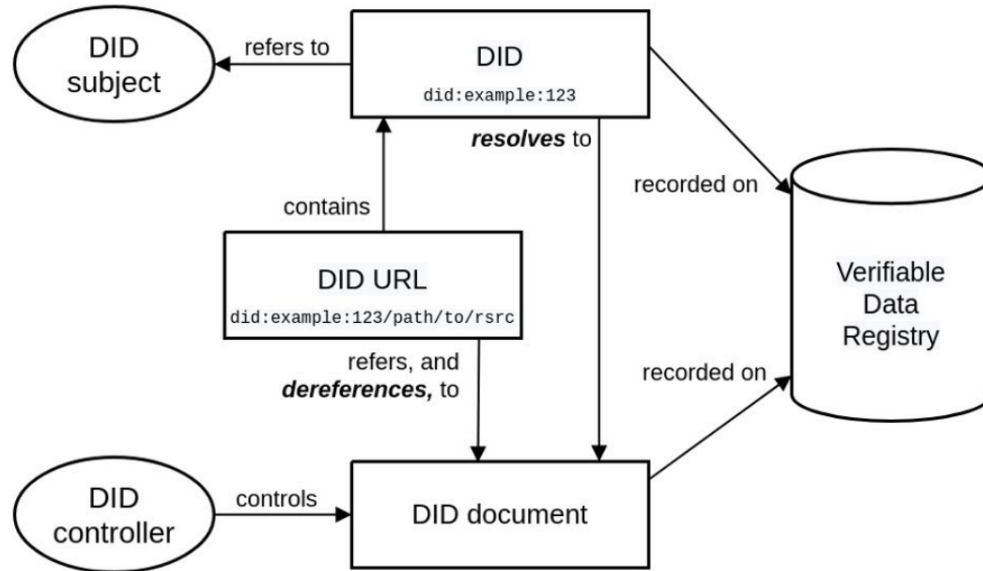 DID
subject
refers to
DID
did:example:123
resolves to
recorded on
contains
DID URL
did:example:123/path/to/rsrc
Verifiable
Data
Registry
refers, and
dereferences, to
recorded on
DID
controller
controls
DID document